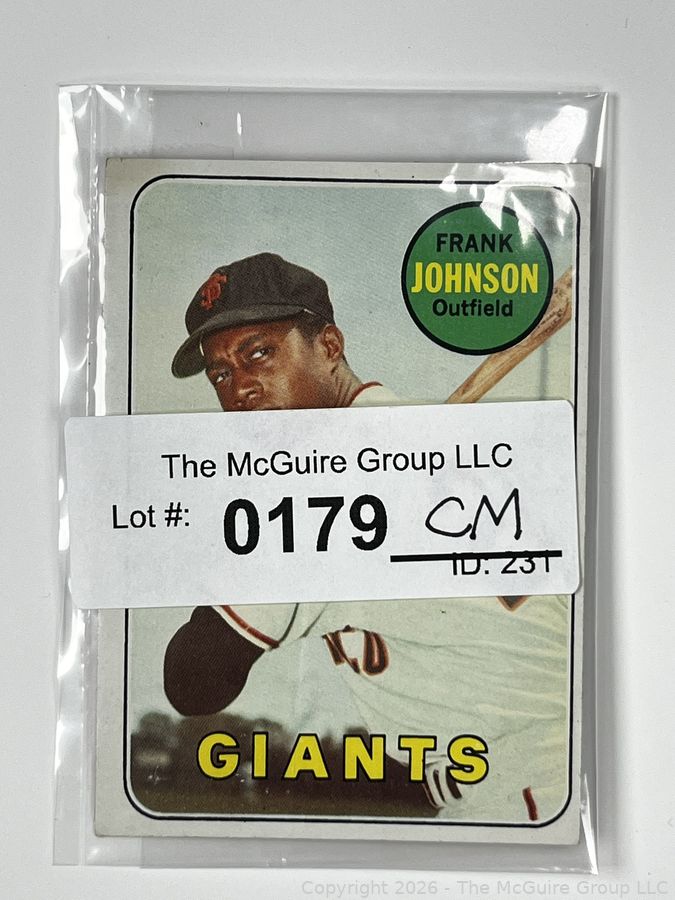 FRANK
JOHNSON
Outfield
The McGuire Group LLC
Lot #: 0179 CM
ID: 231
GIANTS
Copyright 2026 - The McGuire Group LLC